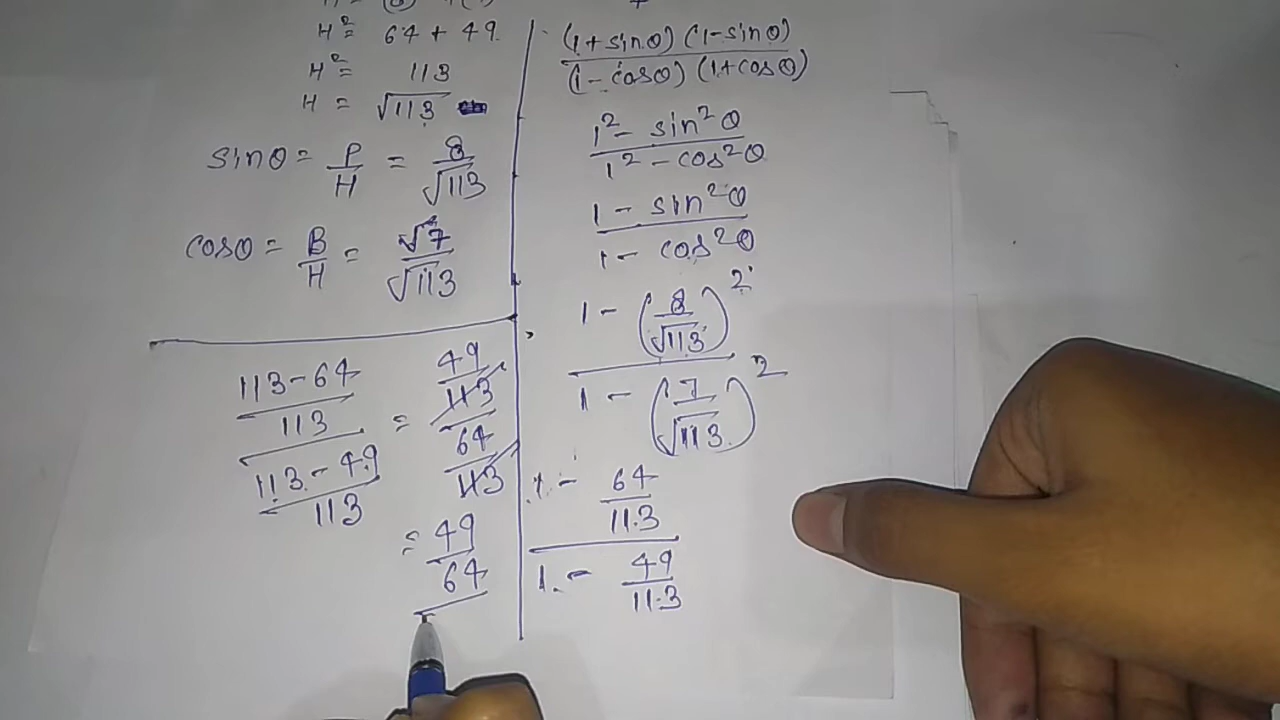 H² = 64 + 49
H² = 113
H = √113
sinθ = P/H = 8/√113
cosθ = B/H = √7/√113
(1 + sinθ) (1 - sinθ)
(1 - cosθ) (1 + cosθ)
1² - sin²θ
1² - cos²θ
1 - sin²θ
1 - cos²θ
1 - (8/√113)²
1 - (7/√113)²
1 - 64/113
1 - 49/113
113 - 64
113
113 - 49
113
= 49/113
64/113
= 49/64